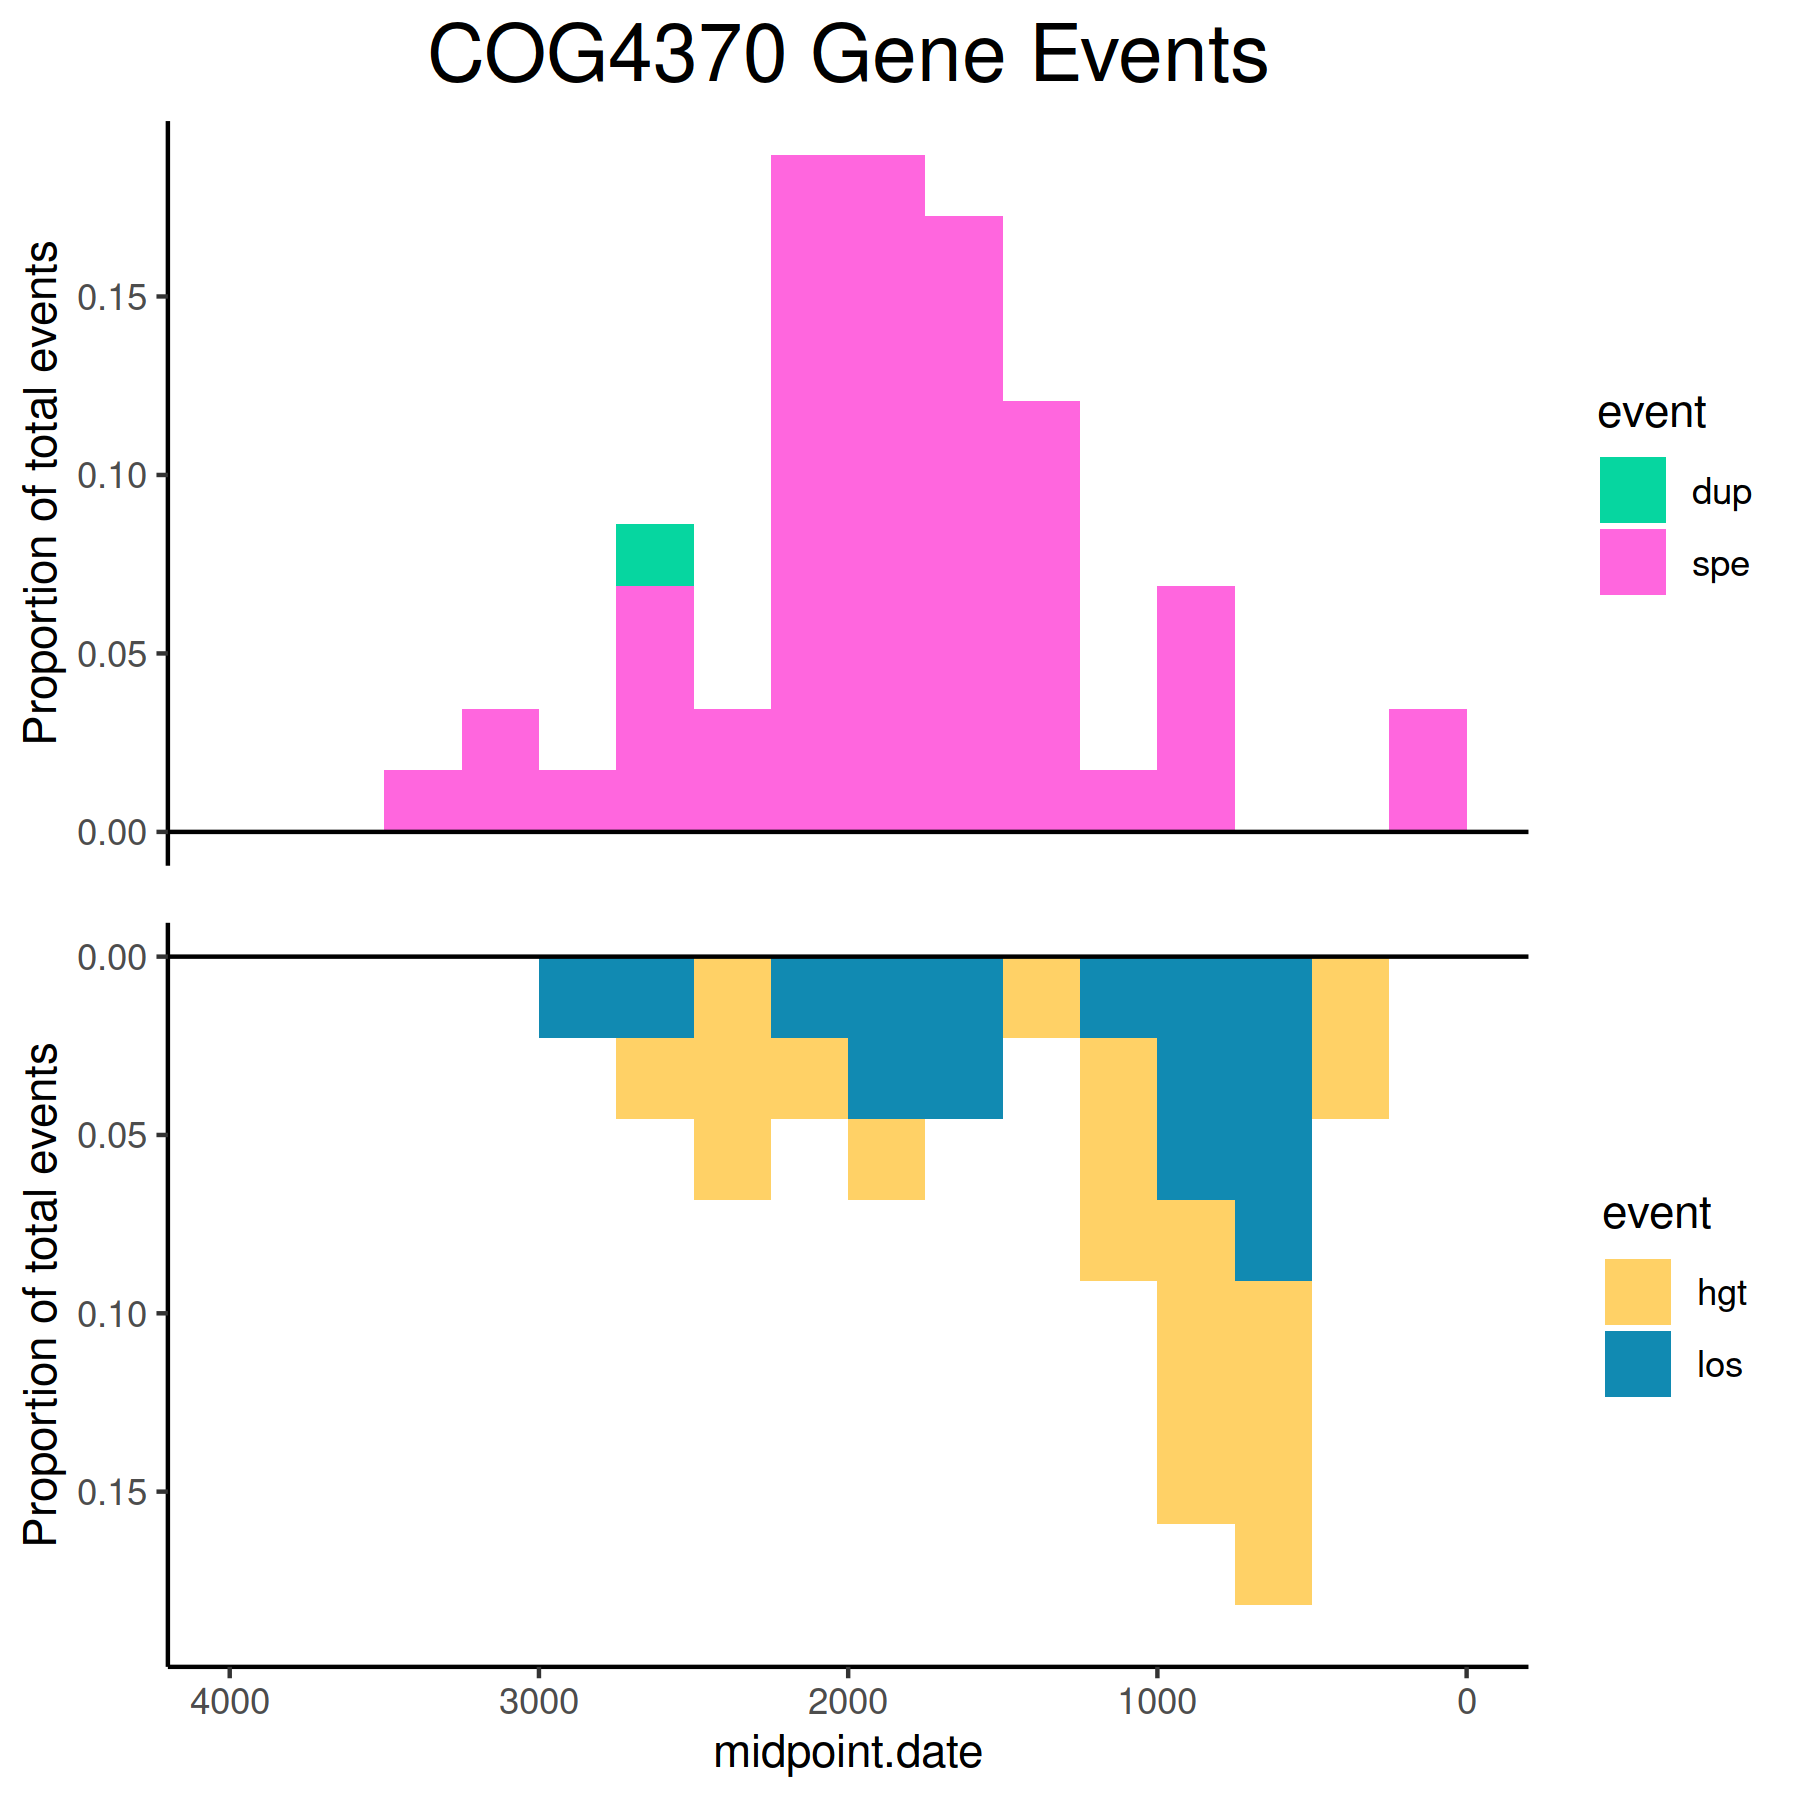 COG4370 Gene Events
Proportion of total events
0.15
0.10
0.05
0.00
event
dup
spe
Proportion of total events
0.00
0.05
0.10
0.15
event
hgt
los
4000 3000 2000 1000 0
midpoint.date